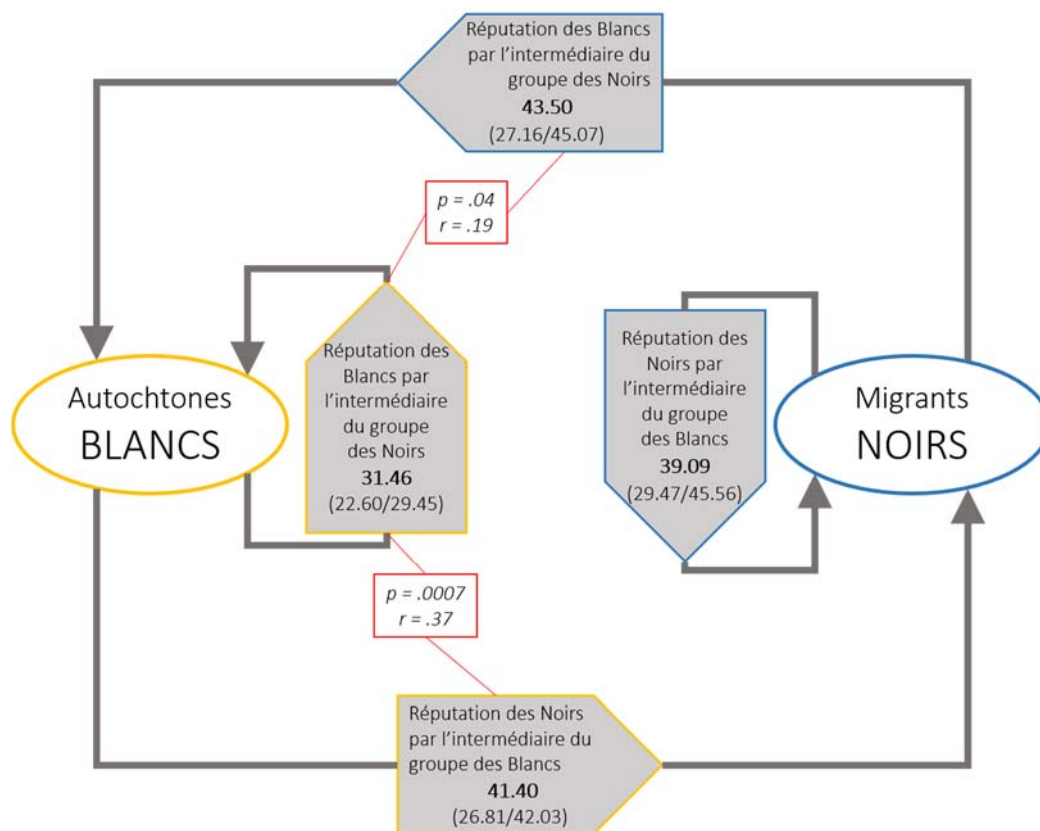 Réputation des Blancs
par l’intermédiaire du
groupe des Noirs
43.50
(27.16/45.07)
p = .04
r = .19
Autochtones
BLANCS
Réputation des
Blancs par
l’intermédiaire
du groupe
des Noirs
31.46
(22.60/29.45)
Réputation des
Noirs par
l’intermédiaire
du groupe
des Blancs
39.09
(29.47/45.56)
Migrants
NOIRS
p = .0007
r = .37
Réputation des Noirs
par l’intermédiaire du
groupe des Blancs
41.40
(26.81/42.03)